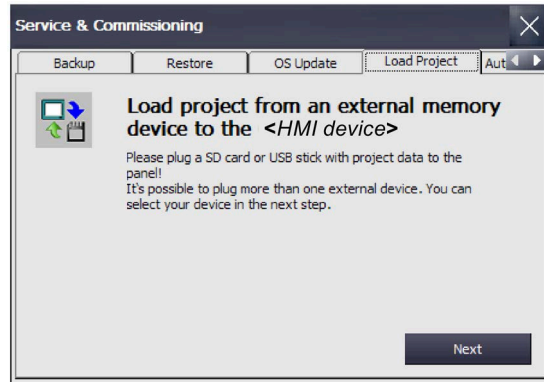 Service & Commissioning
Backup
Restore
OS Update
Load Project
Aut
Load project from an external memory
device to the <HMI device>
Please plug a SD card or USB stick with project data to the
panel!
It's possible to plug more than one external device. You can
select your device in the next step.
Next